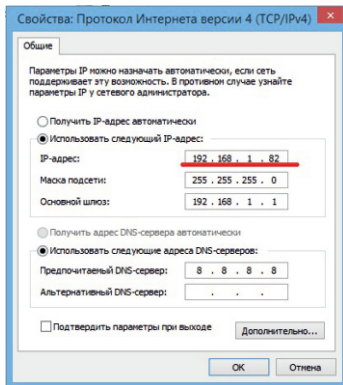 Свойства: Протокол Интернета версии 4 (TCP/IPv4)
Общие
Параметры IP можно назначать автоматически, если сеть
поддерживает эту возможность. В противном случае узнайте
параметры IP у сетевого администратора.
Получить IP-адрес автоматически
Использовать следующий IP-адрес:
IP-адрес: 192 . 168 . 1 . 82
Маска подсети: 255 . 255 . 255 . 0
Основной шлюз: 192 . 168 . 1 . 1
Получить адрес DNS-сервера автоматически
Использовать следующие адреса DNS-серверов:
Предпочитаемый DNS-сервер: 8 . 8 . 8 . 8
Альтернативный DNS-сервер: . . .
Подтвердить параметры при выходе
Дополнительно...
ОК Отмена